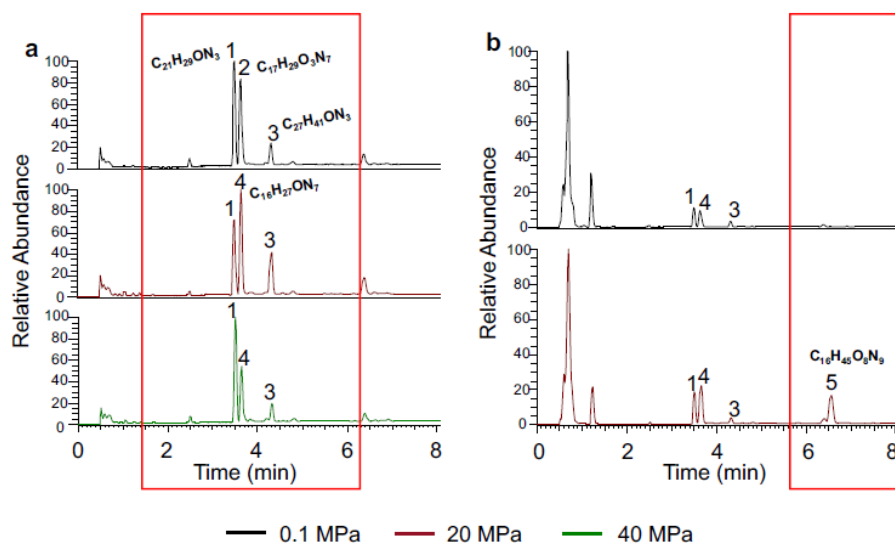 a
Relative Abundance
100
80
60
40
20
0
C₂₁H₂₉ON₃
1
2
C₁₇H₂₉O₃N₇
3
C₂₇H₄₁ON₃
100
80
60
40
20
0
1
4
C₁₆H₂₇ON₇
3
100
80
60
40
20
0
1
4
3
0 2 4 6 8
Time (min)
b
Relative Abundance
100
80
60
40
20
0
1 4 3
100
80
60
40
20
0
1 4 3
C₁₆H₄₅O₈N₉
5
0 2 4 6 8
Time (min)
0.1 MPa 20 MPa 40 MPa